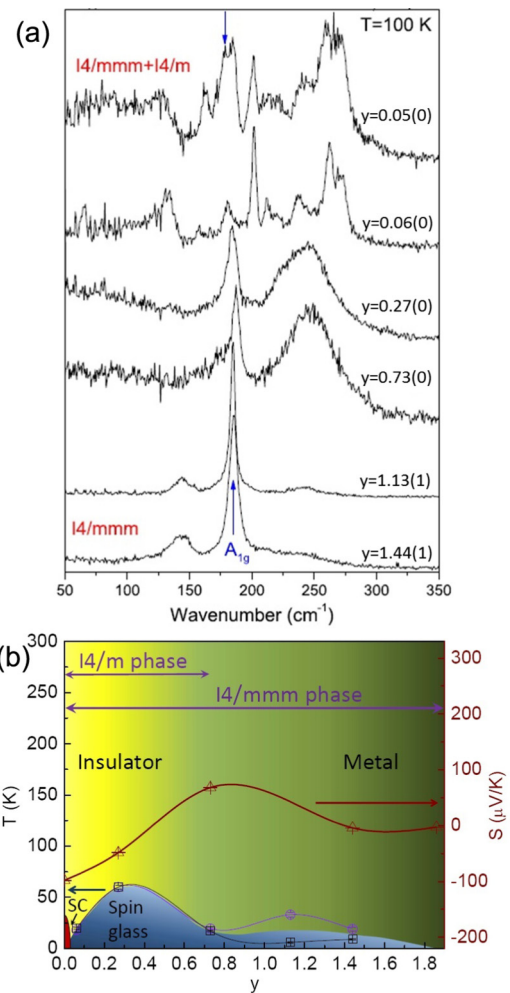 (a)
T=100 K
I4/mmm+I4/m
y=0.05(0)
y=0.06(0)
y=0.27(0)
y=0.73(0)
y=1.13(1)
I4/mmm
A1g
y=1.44(1)
50 100 150 200 250 300 350
Wavenumber (cm-1)
(b)
300 300
I4/m phase
250
I4/mmm phase
200 200
Insulator Metal
150
100 100
0
50
SC Spin glass
-100
0 -200
T (K)
S (μV/K)
0.0 0.2 0.4 0.6 0.8 1.0 1.2 1.4 1.6 1.8
y